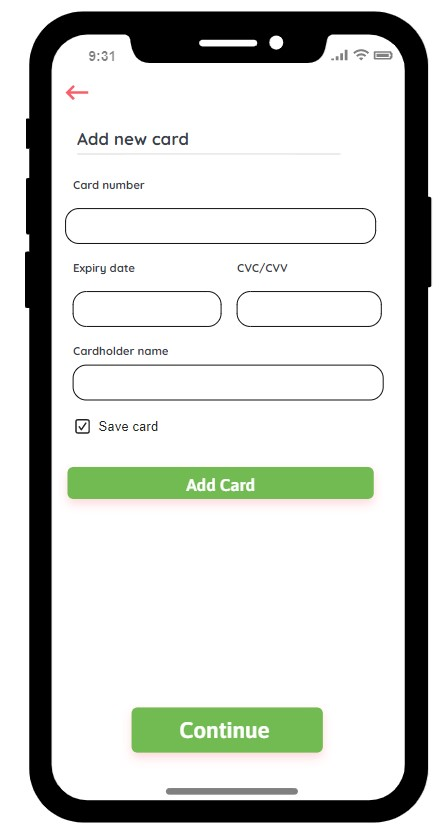 9:31
Add new card
Card number
Expiry date CVC/CVV
Cardholder name
Save card
Add Card
Continue